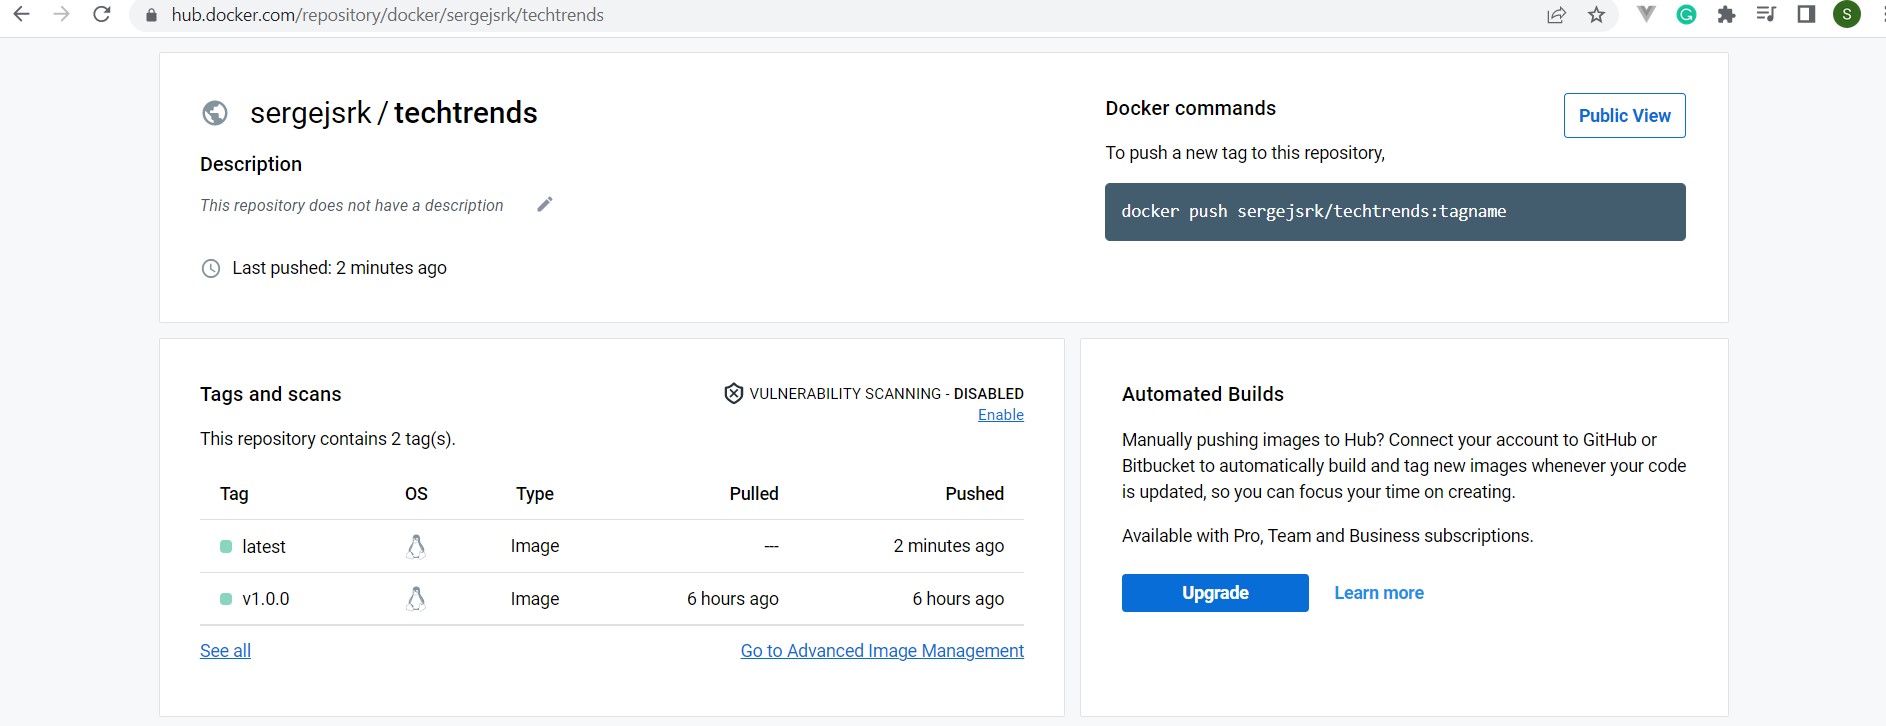 hub.docker.com/repository/docker/sergejsrk/techtrends
S
sergejsrk / techtrends
Description
This repository does not have a description
Last pushed: 2 minutes ago
Docker commands
Public View
To push a new tag to this repository,
docker push sergejsrk/techtrends:tagname
Tags and scans
VULNERABILITY SCANNING - DISABLED
Enable
This repository contains 2 tag(s).
Tag OS Type Pulled Pushed
latest Image --- 2 minutes ago
v1.0.0 Image 6 hours ago 6 hours ago
See all Go to Advanced Image Management
Automated Builds
Manually pushing images to Hub? Connect your account to GitHub or
Bitbucket to automatically build and tag new images whenever your code
is updated, so you can focus your time on creating.
Available with Pro, Team and Business subscriptions.
Upgrade Learn more